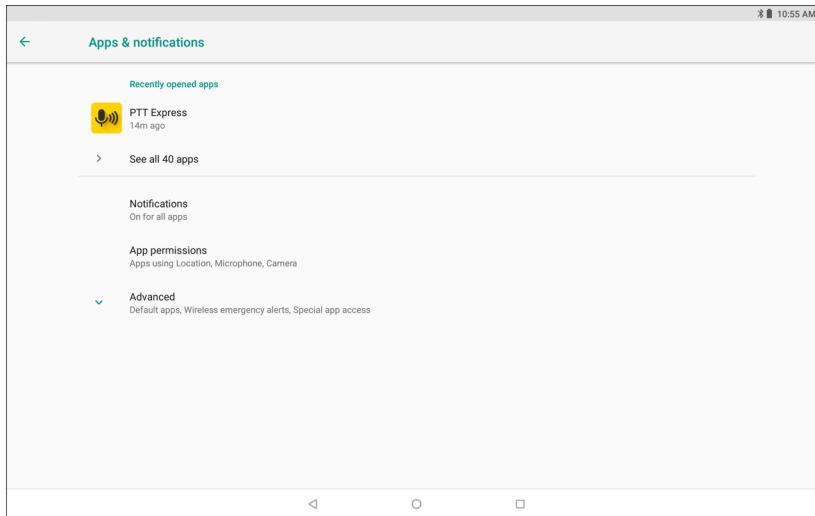 10:55 AM
Apps & notifications
Recently opened apps
PTT Express
14m ago
See all 40 apps
Notifications
On for all apps
App permissions
Apps using Location, Microphone, Camera
Advanced
Default apps, Wireless emergency alerts, Special app access